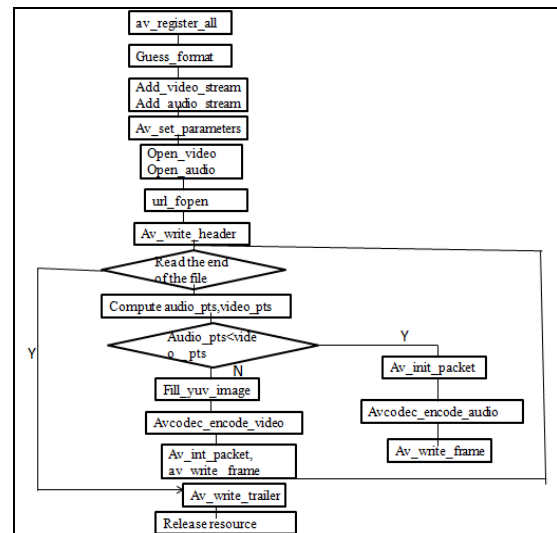 av_register_all
Guess_format
Add_video_stream
Add_audio_stream
Av_set_parameters
Open_video
Open_audio
url_fopen
Av_write_header
Read the end
of the file
Compute audio_pts,video_pts
Audio_pts<vide
o _pts
Y
Y
N
Av_init_packet
Fill_yuv_image
Avcodec_encode_audio
Avcodec_encode_video
Av_int_packet,
av_write_frame
Av_write_frame
Av_write_trailer
Release resource